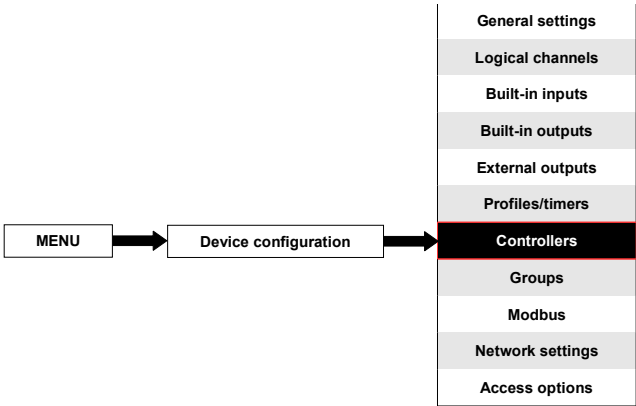 General settings
Logical channels
Built-in inputs
Built-in outputs
External outputs
Profiles/timers
MENU
Device configuration
Controllers
Groups
Modbus
Network settings
Access options